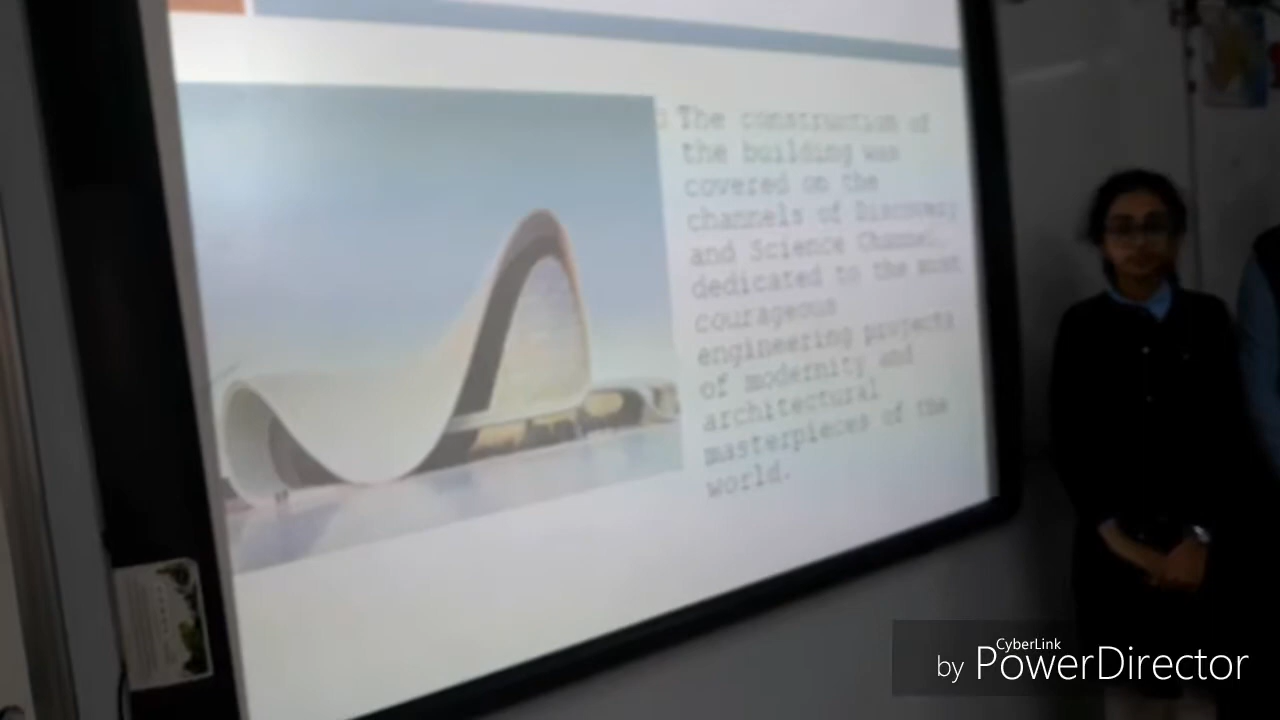 The construction of
the building was
covered on the
channels of Discovery
and Science Channel,
dedicated to the most
courageous
engineering projects
of modernity and
architectural
masterpieces of the
world.
CyberLink
by PowerDirector